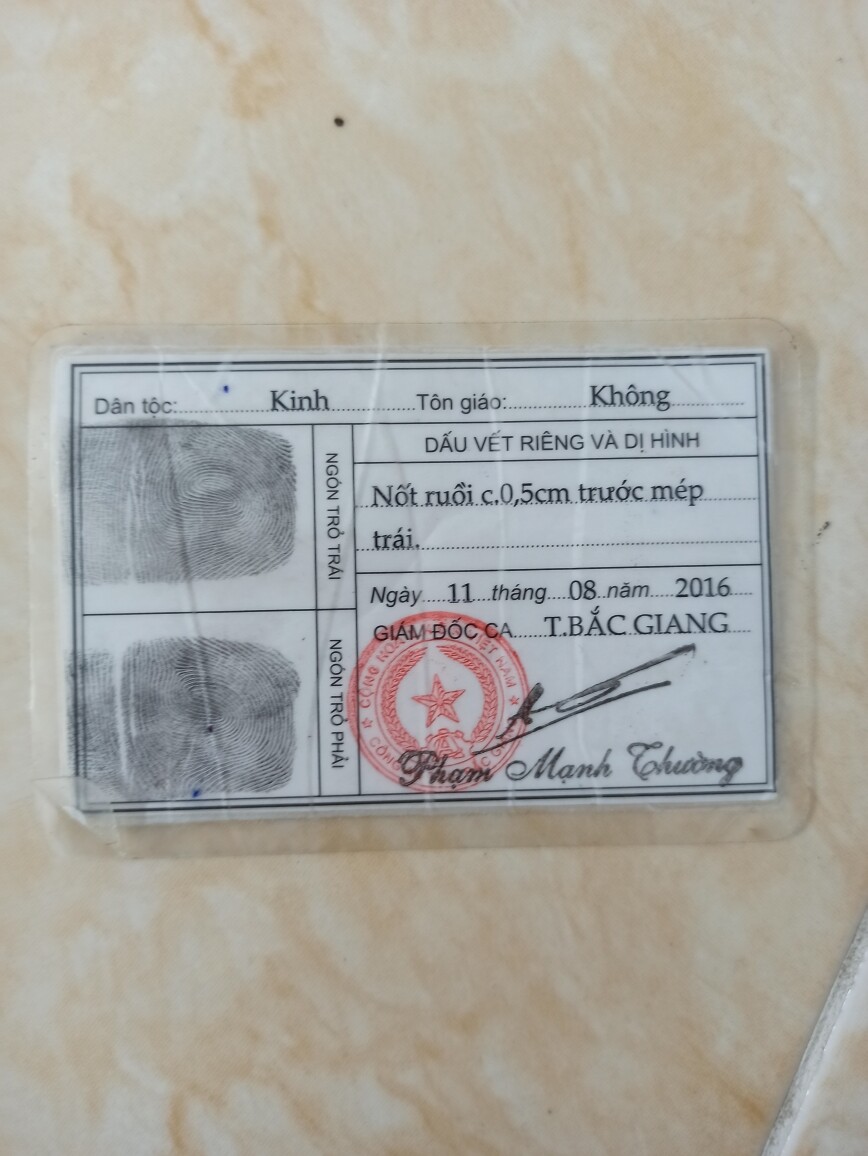 Dân tộc: Kinh Tôn giáo: Không
NGÓN TRỎ TRÁI
NGÓN TRỎ PHẢI
DẤU VẾT RIÊNG VÀ DỊ HÌNH
Nốt ruồi c.0,5cm trước mép
trái.
Ngày 11 tháng 08 năm 2016
GIÁM ĐỐC CA T.BẮC GIANG
Phạm Mạnh Thường